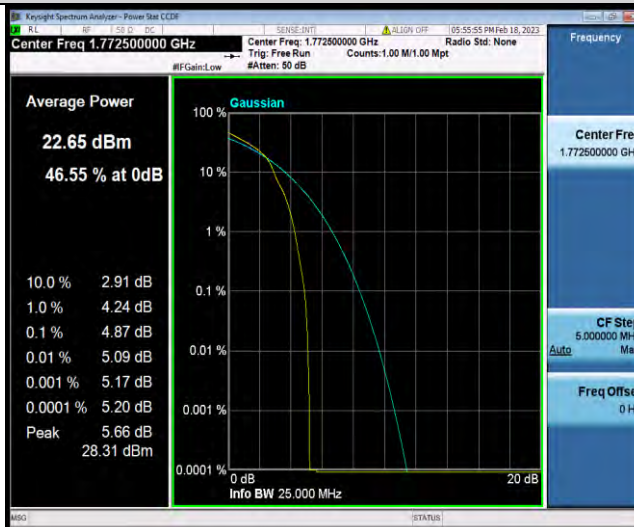 Keysight Spectrum Analyzer - Power Stat CCDF
RL RF 50 Ω DC SENSE:INT ALIGN OFF 05:55:55 PM Feb 18, 2023
Center Freq 1.772500000 GHz
Center Freq: 1.772500000 GHz Radio Std: None
Trig: Free Run Counts:1.00 M/1.00 Mpt
#IFGain:Low #Atten: 50 dB
Frequency
Average Power
22.65 dBm
46.55 % at 0dB
10.0 % 2.91 dB
1.0 % 4.24 dB
0.1 % 4.87 dB
0.01 % 5.09 dB
0.001 % 5.17 dB
0.0001 % 5.20 dB
Peak 5.66 dB
28.31 dBm
Gaussian
100 %
10 %
1 %
0.1 %
0.01 %
0.001 %
0.0001 %
0 dB 20 dB
Info BW 25.000 MHz
Center Fre
1.772500000 GH
CF Ste
5.000000 MH
Auto Ma
Freq Offse
0 H
MSG STATUS